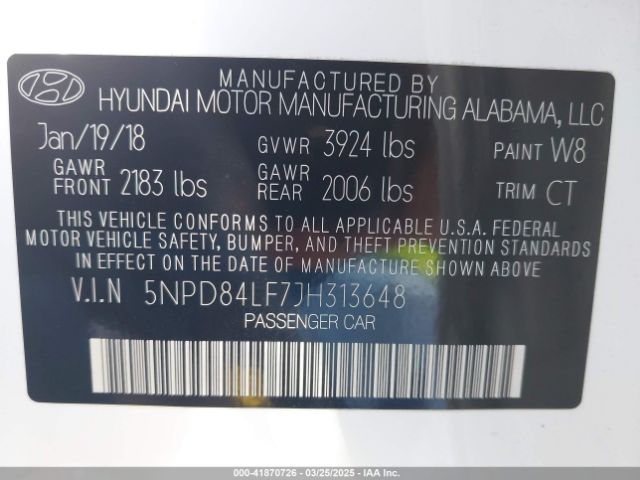 MANUFACTURED BY
HYUNDAI MOTOR MANUFACTURING ALABAMA, LLC
Jan/19/18 GVWR 3924 lbs PAINT W8
GAWR FRONT 2183 lbs GAWR REAR 2006 lbs TRIM CT
THIS VEHICLE CONFORMS TO ALL APPLICABLE U.S.A. FEDERAL
MOTOR VEHICLE SAFETY, BUMPER, AND THEFT PREVENTION STANDARDS
IN EFFECT ON THE DATE OF MANUFACTURE SHOWN ABOVE.
V.I.N 5NPD84LF7JH313648
PASSENGER CAR
000-41870726 - 03/25/2025 - IAAI.COM